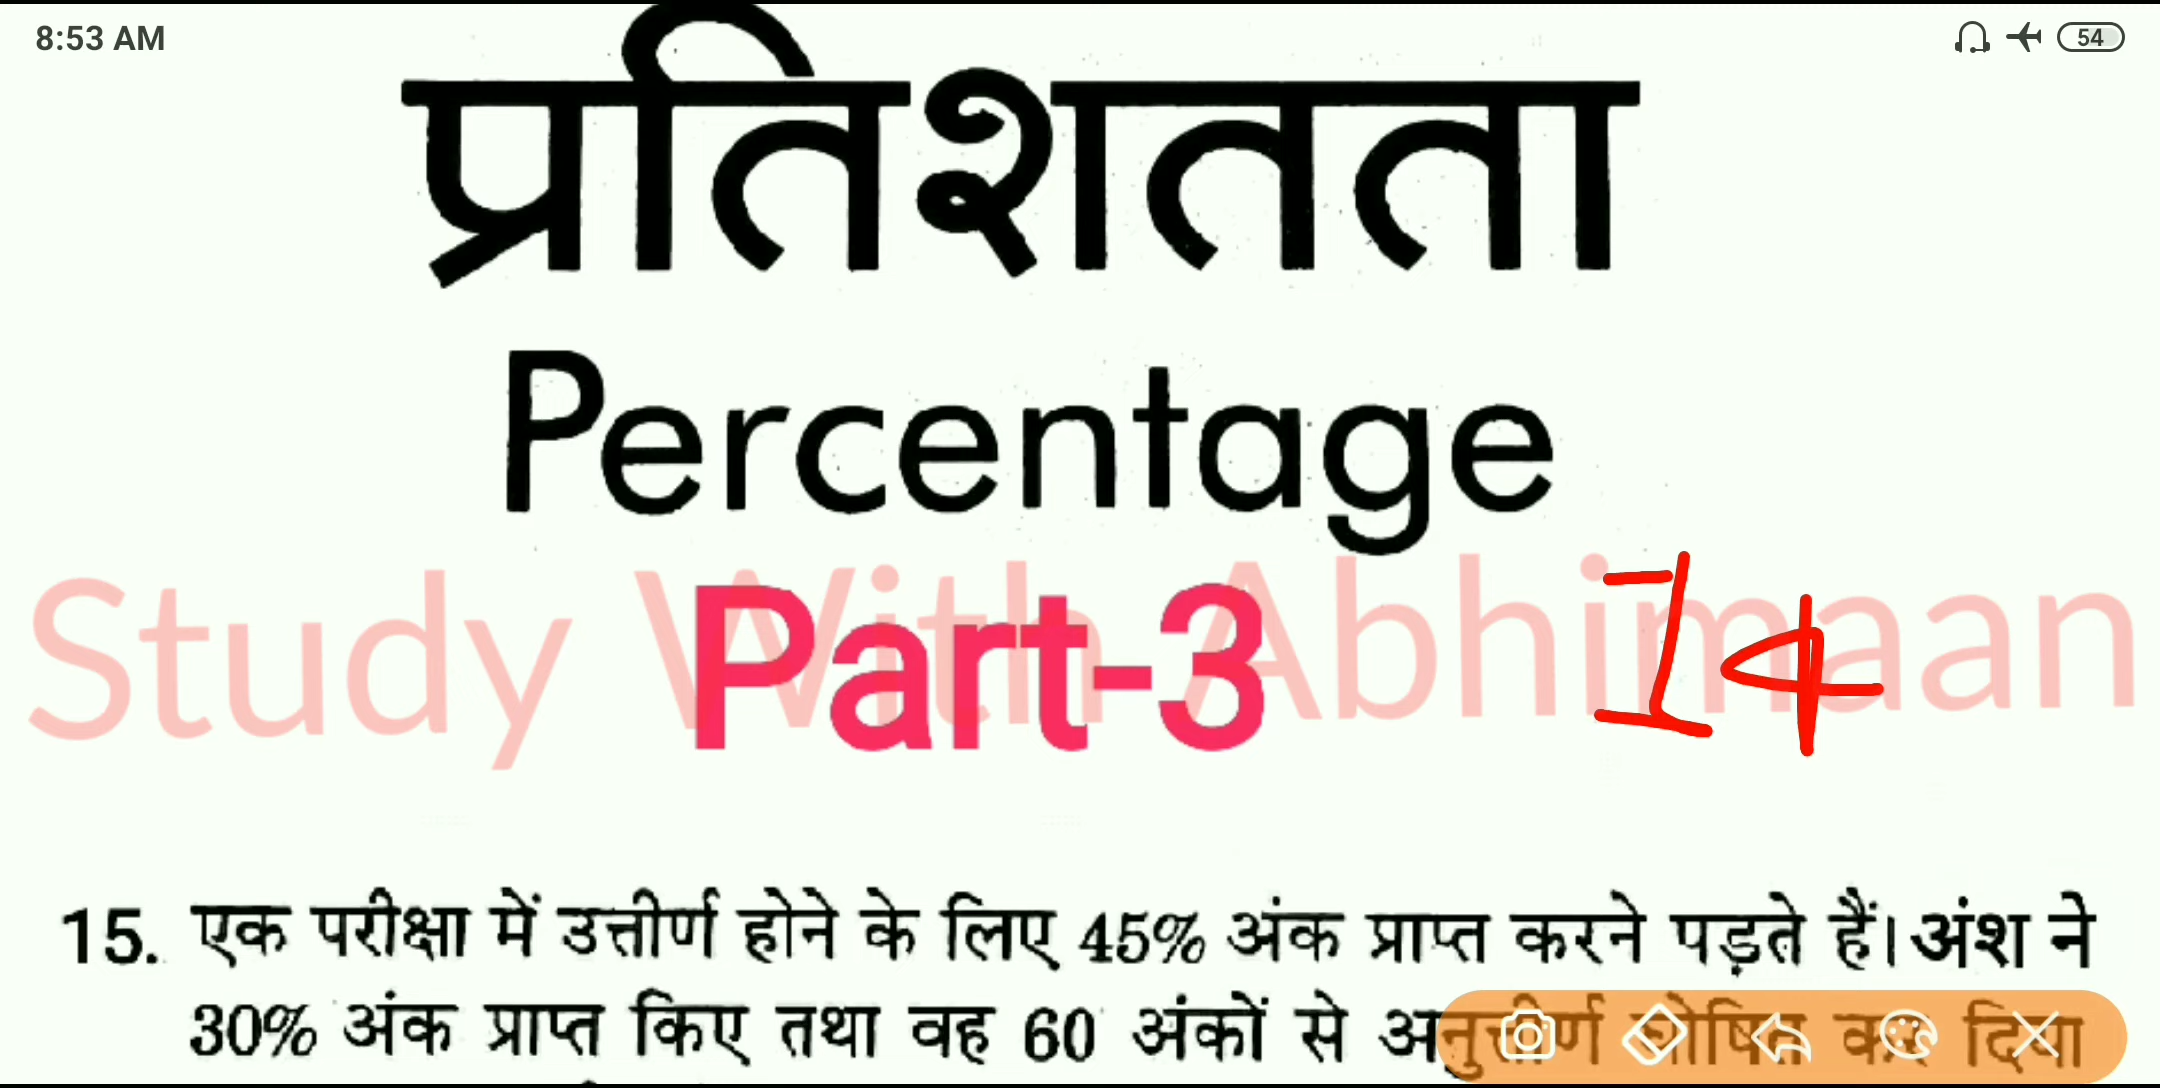 8:53 AM 54
प्रतिशतता
Percentage
Study With Abhimaan
Part-3
14
15. एक परीक्षा में उत्तीर्ण होने के लिए 45% अंक प्राप्त करने पड़ते हैं। अंश ने
30% अंक प्राप्त किए तथा वह 60 अंकों से अनुत्तीर्ण घोषित कर दिया